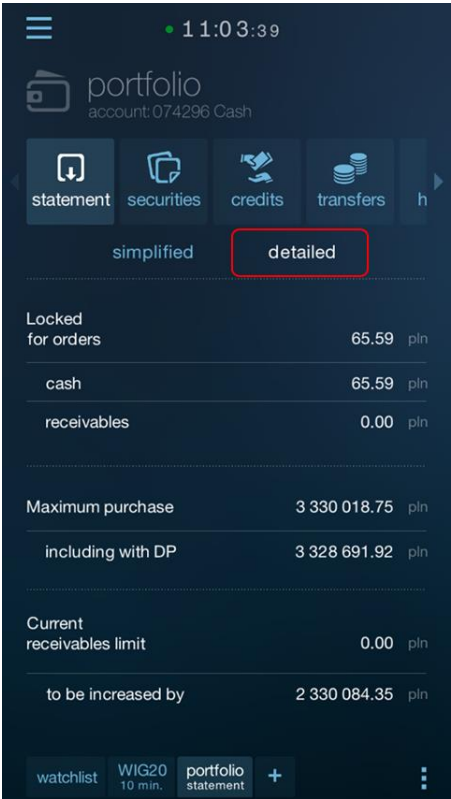 11:03:39
portfolio
account: 074296 Cash
statement securities credits transfers h
simplified detailed
Locked
for orders 65.59 pln
cash 65.59 pln
receivables 0.00 pln
Maximum purchase 3 330 018.75 pln
including with DP 3 328 691.92 pln
Current
receivables limit 0.00 pln
to be increased by 2 330 084.35 pln
watchlist WIG20 portfolio +
10 min. statement